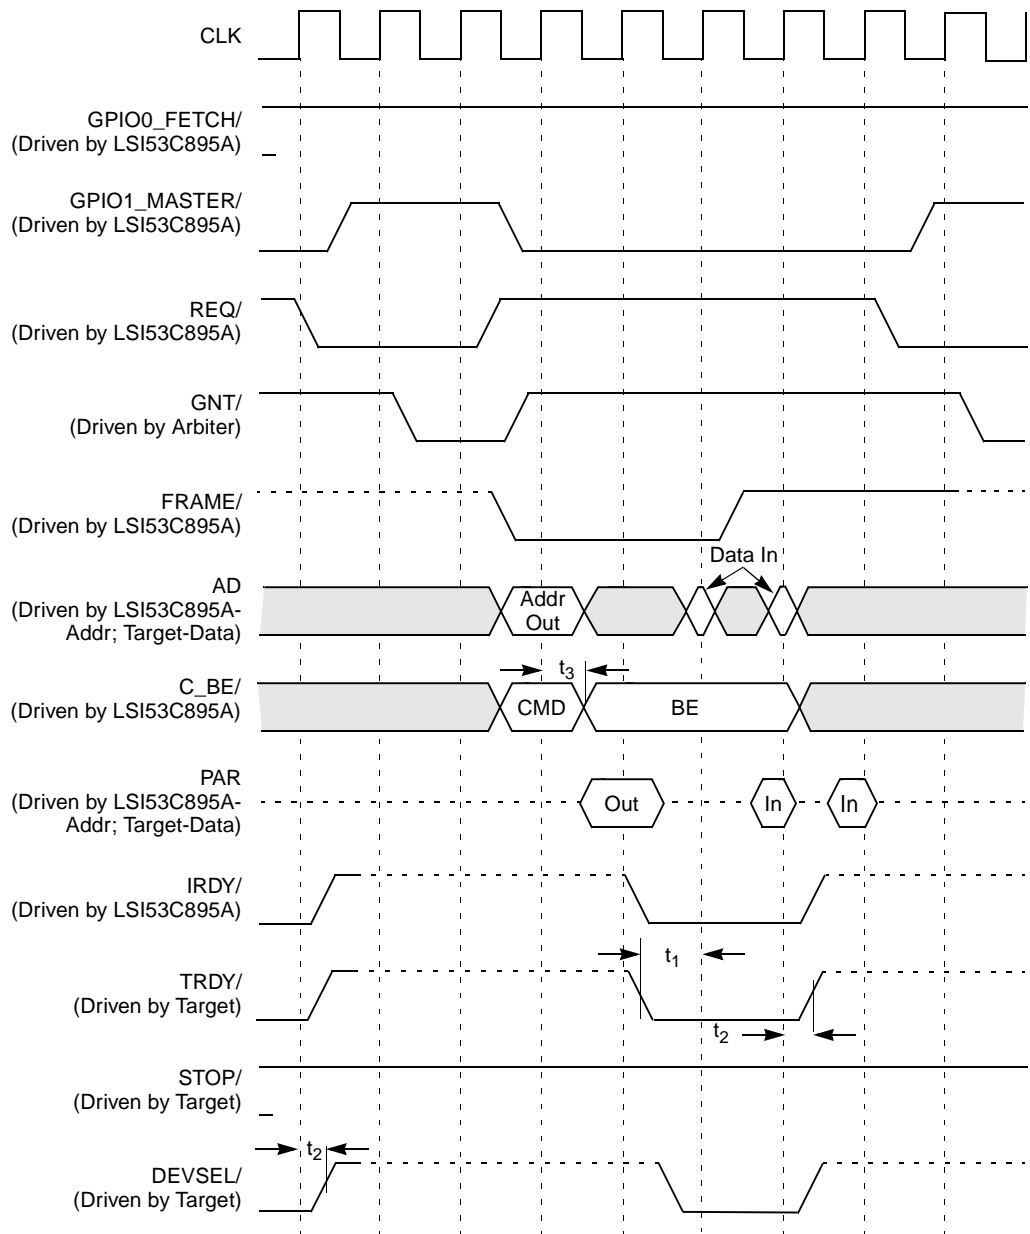 CLK
GPIO0_FETCH/
(Driven by LSI53C895A)
GPIO1_MASTER/
(Driven by LSI53C895A)
REQ/
(Driven by LSI53C895A)
GNT/
(Driven by Arbiter)
FRAME/
(Driven by LSI53C895A)
Data In
AD
(Driven by LSI53C895A-
Addr; Target-Data)
Addr
Out
t3
C_BE/
(Driven by LSI53C895A)
CMD
BE
PAR
(Driven by LSI53C895A-
Addr; Target-Data)
Out
In
In
IRDY/
(Driven by LSI53C895A)
t1
TRDY/
(Driven by Target)
t2
STOP/
(Driven by Target)
t2
DEVSEL/
(Driven by Target)